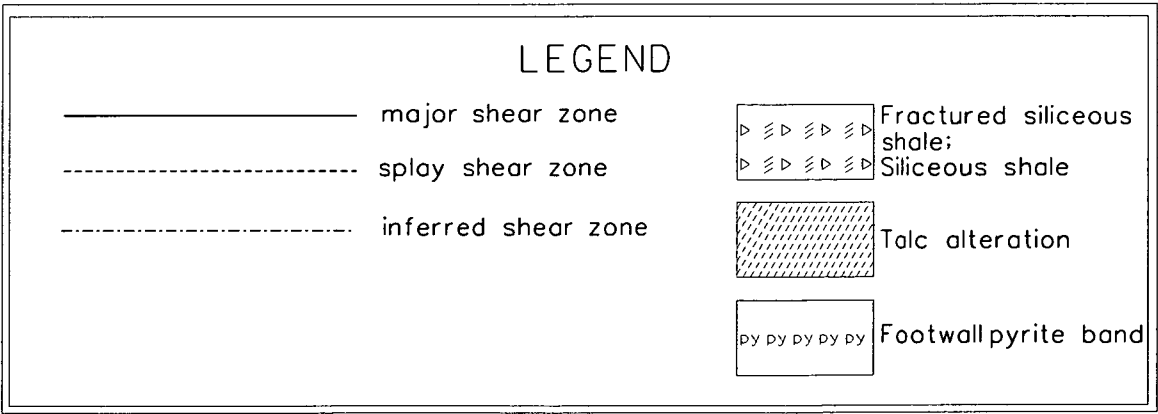 LEGEND
major shear zone
splay shear zone
inferred shear zone
Fractured siliceous
shale;
Siliceous shale
Talc alteration
py py py py py
Footwall pyrite band